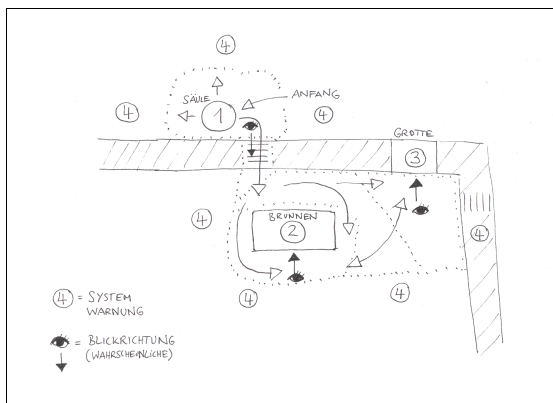 4
SÄULE
ANFANG
4
1
4
GROTTE
3
BRUNNEN
2
4
4
4
4
4 = SYSTEM
WARNUNG
= BLICKRICHTUNG
(WAHRSCHEINLICHE)